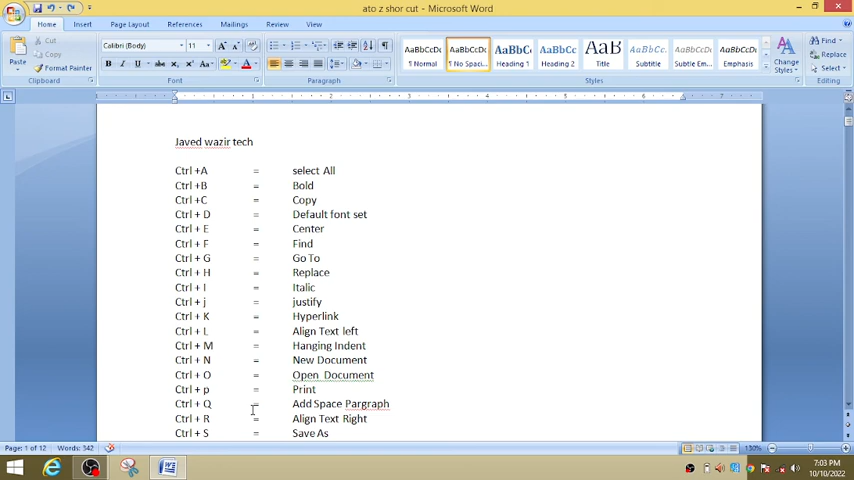 ato z shor cut - Microsoft Word
Home Insert Page Layout References Mailings Review View
Paste Cut Copy Format Painter
Calibri (Body) 11
AaBbCcDc AaBbCcDc AaBbCc AaBbCc AaB AaBbCcL AaBbCcDc AaBbCcDc
¶ Normal ¶ No Spaci... Heading 1 Heading 2 Title Subtitle Subtle Em... Emphasis
Change Styles
Find Replace Select
Clipboard Font Paragraph Styles Editing
Javed wazir tech
Ctrl +A = select All
Ctrl +B = Bold
Ctrl +C = Copy
Ctrl + D = Default font set
Ctrl + E = Center
Ctrl + F = Find
Ctrl + G = Go To
Ctrl + H = Replace
Ctrl + I = Italic
Ctrl + j = justify
Ctrl + K = Hyperlink
Ctrl + L = Align Text left
Ctrl + M = Hanging Indent
Ctrl + N = New Document
Ctrl + O = Open Document
Ctrl + p = Print
Ctrl + Q = Add Space Pargraph
Ctrl + R = Align Text Right
Ctrl + S = Save As
Page: 1 of 12 Words: 342 130%
7:03 PM
10/10/2022